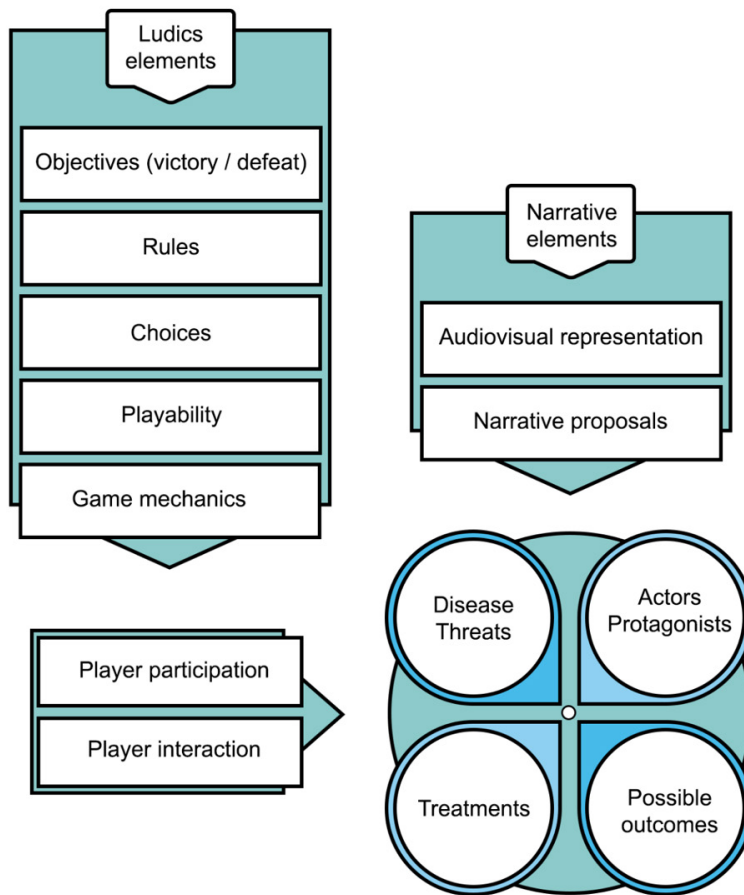 Ludics
elements
Objectives (victory / defeat)
Rules
Choices
Playability
Game mechanics
Player participation
Player interaction
Narrative
elements
Audiovisual representation
Narrative proposals
Disease
Threats
Actors
Protagonists
Treatments
Possible
outcomes